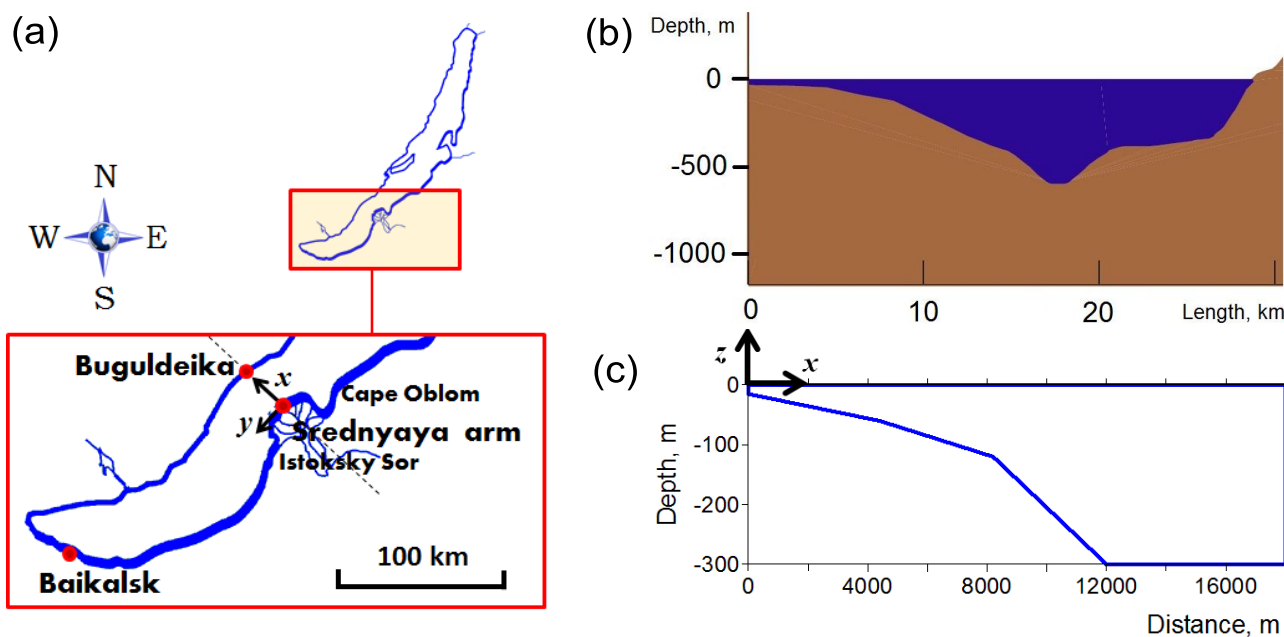 (a)
N
W
E
S
Buguldeika
x
y
Cape Oblom
Srednyaya arm
Istoksky Sor
100 km
Baikalsk
(b)
Depth, m
0
-500
-1000
0
10
20
Length, km
(c)
z
x
0
-100
-200
-300
Depth, m
0
4000
8000
12000
16000
Distance, m